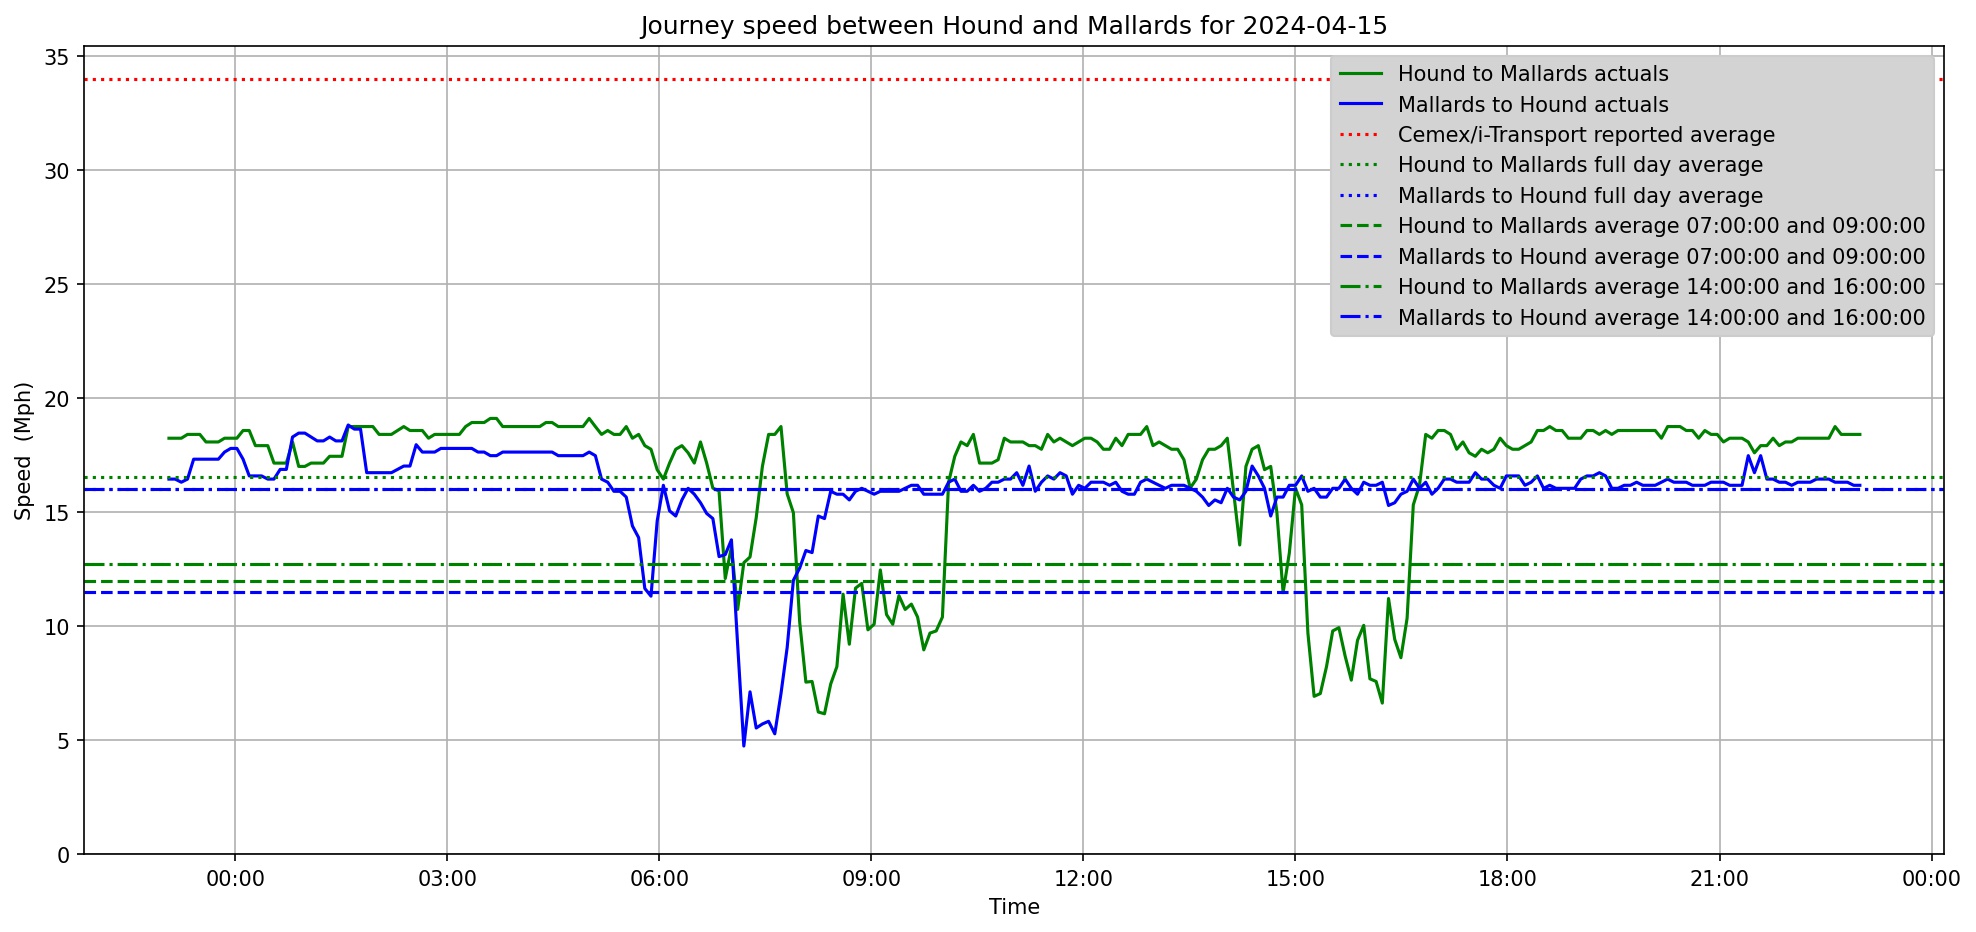 Journey speed between Hound and Mallards for 2024-04-15
35
30
25
20
15
10
5
0
Speed (Mph)
Hound to Mallards actuals
Mallards to Hound actuals
Cemex/i-Transport reported average
Hound to Mallards full day average
Mallards to Hound full day average
Hound to Mallards average 07:00:00 and 09:00:00
Mallards to Hound average 07:00:00 and 09:00:00
Hound to Mallards average 14:00:00 and 16:00:00
Mallards to Hound average 14:00:00 and 16:00:00
00:00 03:00 06:00 09:00 12:00 15:00 18:00 21:00 00:00
Time